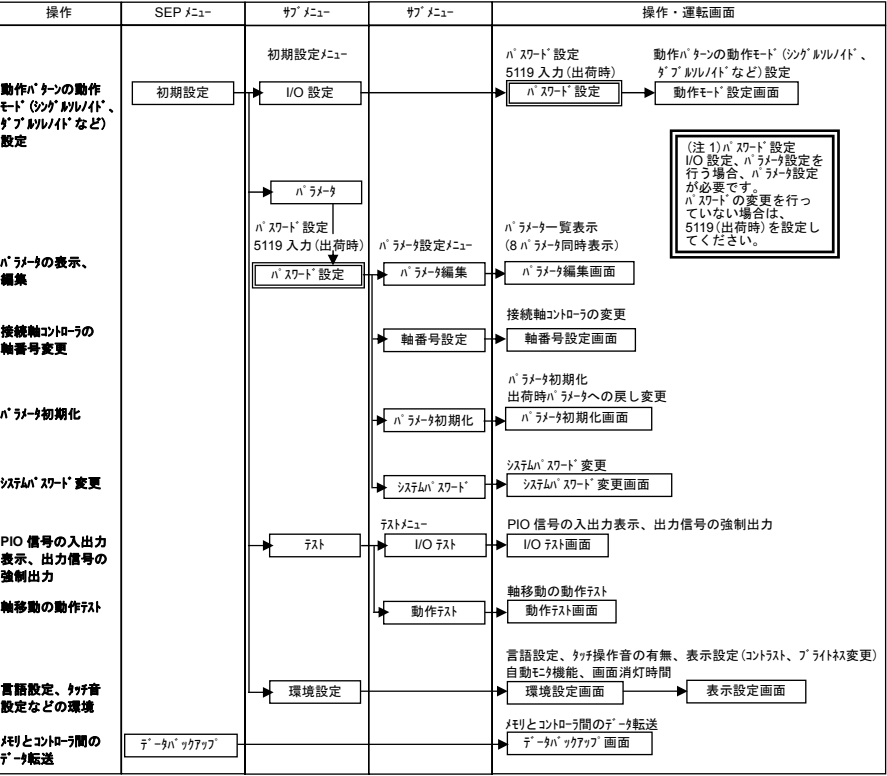 操作
SEP ﾒﾆｭｰ
ｻﾌﾞﾒﾆｭｰ
ｻﾌﾞﾒﾆｭｰ
操作・運転画面
動作ﾊﾟﾀｰﾝの動作
ﾓｰﾄﾞ(ｼﾝｸﾞﾙｿﾚﾉｲﾄﾞ、
ﾀﾞﾌﾞﾙｿﾚﾉｲﾄﾞなど)
設定
初期設定
初期設定ﾒﾆｭｰ
I/O 設定
ﾊﾟｽﾜｰﾄﾞ設定
5119 入力(出荷時)
ﾊﾟｽﾜｰﾄﾞ設定
動作ﾊﾟﾀｰﾝの動作ﾓｰﾄﾞ(ｼﾝｸﾞﾙｿﾚﾉｲﾄﾞ、
ﾀﾞﾌﾞﾙｿﾚﾉｲﾄﾞなど)設定
動作ﾓｰﾄﾞ設定画面
(注 1)ﾊﾟｽﾜｰﾄﾞ設定
I/O 設定、ﾊﾟﾗﾒｰﾀ設定を
行う場合、ﾊﾟﾗﾒｰﾀ設定
が必要です。
ﾊﾟｽﾜｰﾄﾞの変更を行っ
ていない場合は、
5119(出荷時)を設定し
てください。
ﾊﾟﾗﾒｰﾀ
ﾊﾟﾗﾒｰﾀの表示、
編集
ﾊﾟｽﾜｰﾄﾞ設定
5119 入力(出荷時)
ﾊﾟｽﾜｰﾄﾞ設定
ﾊﾟﾗﾒｰﾀ設定ﾒﾆｭｰ
ﾊﾟﾗﾒｰﾀ編集
ﾊﾟﾗﾒｰﾀ一覧表示
(8 ﾊﾟﾗﾒｰﾀ同時表示)
ﾊﾟﾗﾒｰﾀ編集画面
接続軸ｺﾝﾄﾛｰﾗの
軸番号変更
軸番号設定
接続軸ｺﾝﾄﾛｰﾗの変更
軸番号設定画面
ﾊﾟﾗﾒｰﾀ初期化
ﾊﾟﾗﾒｰﾀ初期化
ﾊﾟﾗﾒｰﾀ初期化
出荷時ﾊﾟﾗﾒｰﾀへの戻し変更
ﾊﾟﾗﾒｰﾀ初期化画面
ｼｽﾃﾑﾊﾟｽﾜｰﾄﾞ変更
ｼｽﾃﾑﾊﾟｽﾜｰﾄﾞ
ｼｽﾃﾑﾊﾟｽﾜｰﾄﾞ変更
ｼｽﾃﾑﾊﾟｽﾜｰﾄﾞ変更画面
PIO 信号の入出力
表示、出力信号の
強制出力
ﾃｽﾄ
ﾃｽﾄﾒﾆｭｰ
I/O ﾃｽﾄ
PIO 信号の入出力表示、出力信号の強制出力
I/O ﾃｽﾄ画面
軸移動の動作ﾃｽﾄ
動作ﾃｽﾄ
軸移動の動作ﾃｽﾄ
動作ﾃｽﾄ画面
言語設定、ﾀｯﾁ音
設定などの環境
環境設定
言語設定、ﾀｯﾁ操作音の有無、表示設定(ｺﾝﾄﾗｽﾄ、ﾌﾞﾗｲﾄﾈｽ変更)
自動ﾓﾆﾀ機能、画面消灯時間
環境設定画面
表示設定画面
ﾒﾓﾘとｺﾝﾄﾛｰﾗ間の
ﾃﾞｰﾀ転送
ﾃﾞｰﾀﾊﾞｯｸｱｯﾌﾟ
ﾒﾓﾘとｺﾝﾄﾛｰﾗ間のﾃﾞｰﾀ転送
ﾃﾞｰﾀﾊﾞｯｸｱｯﾌﾟ画面